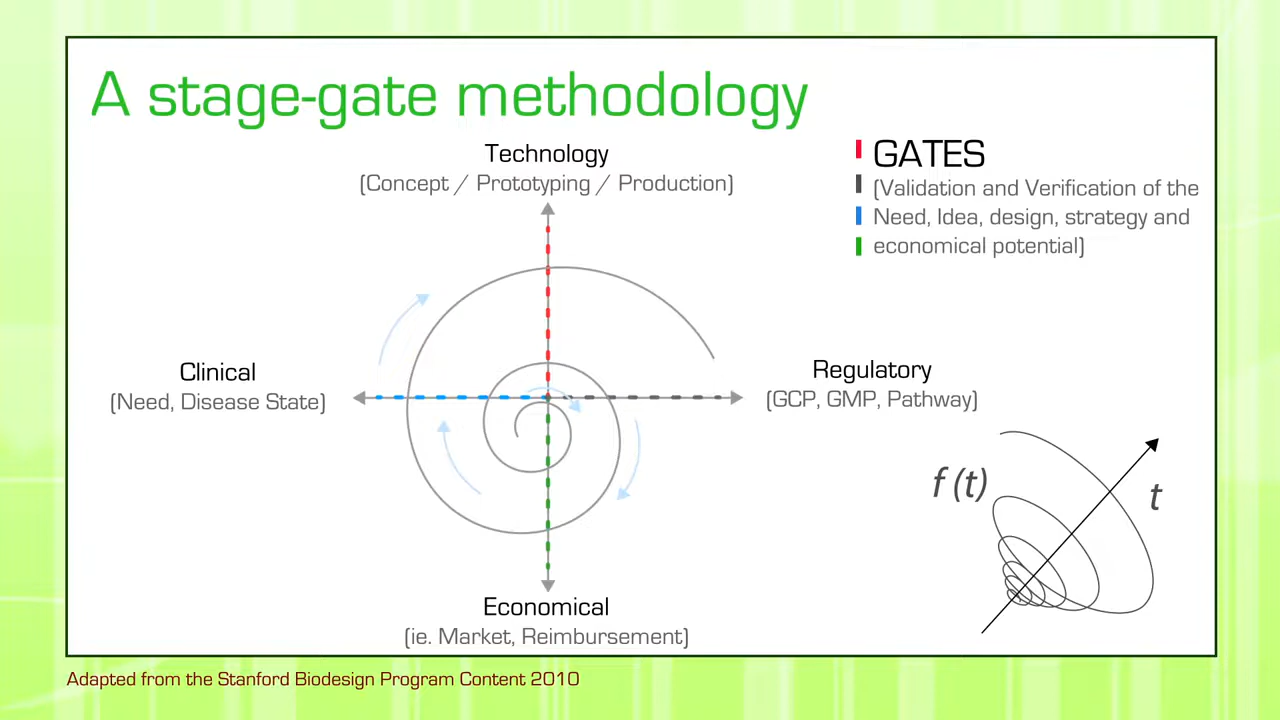 A stage-gate methodology
Technology
(Concept / Prototyping / Production)
GATES
(Validation and Verification of the
Need, Idea, design, strategy and
economical potential)
Clinical
(Need, Disease State)
Regulatory
(GCP, GMP, Pathway)
f (t)
t
Economical
(ie. Market, Reimbursement)
Adapted from the Stanford Biodesign Program Content 2010